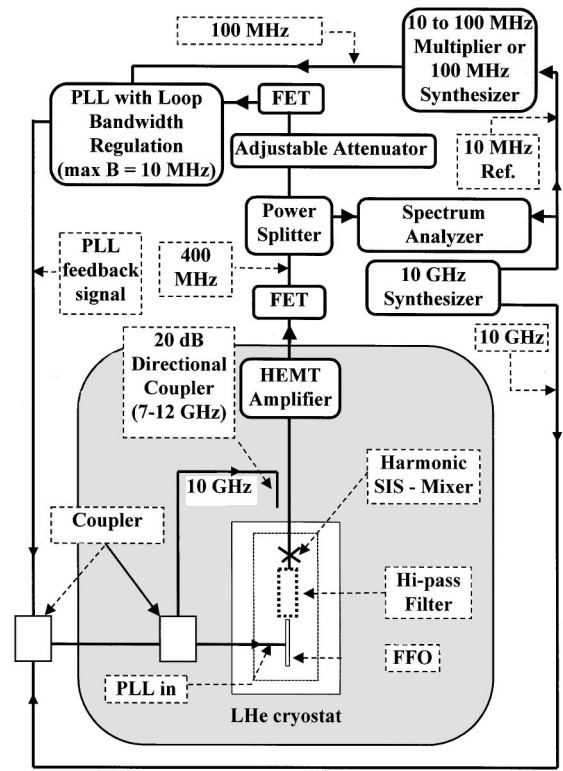 100 MHz
10 to 100 MHz
Multiplier or
100 MHz
Synthesizer
PLL with Loop
Bandwidth
Regulation
(max B = 10 MHz)
FET
Adjustable Attenuator
10 MHz
Ref.
Power
Splitter
Spectrum
Analyzer
PLL
feedback
signal
400
MHz
10 GHz
Synthesizer
FET
20 dB
Directional
Coupler
(7-12 GHz)
10 GHz
HEMT
Amplifier
10 GHz
Harmonic
SIS - Mixer
Coupler
Hi-pass
Filter
FFO
PLL in
LHe cryostat